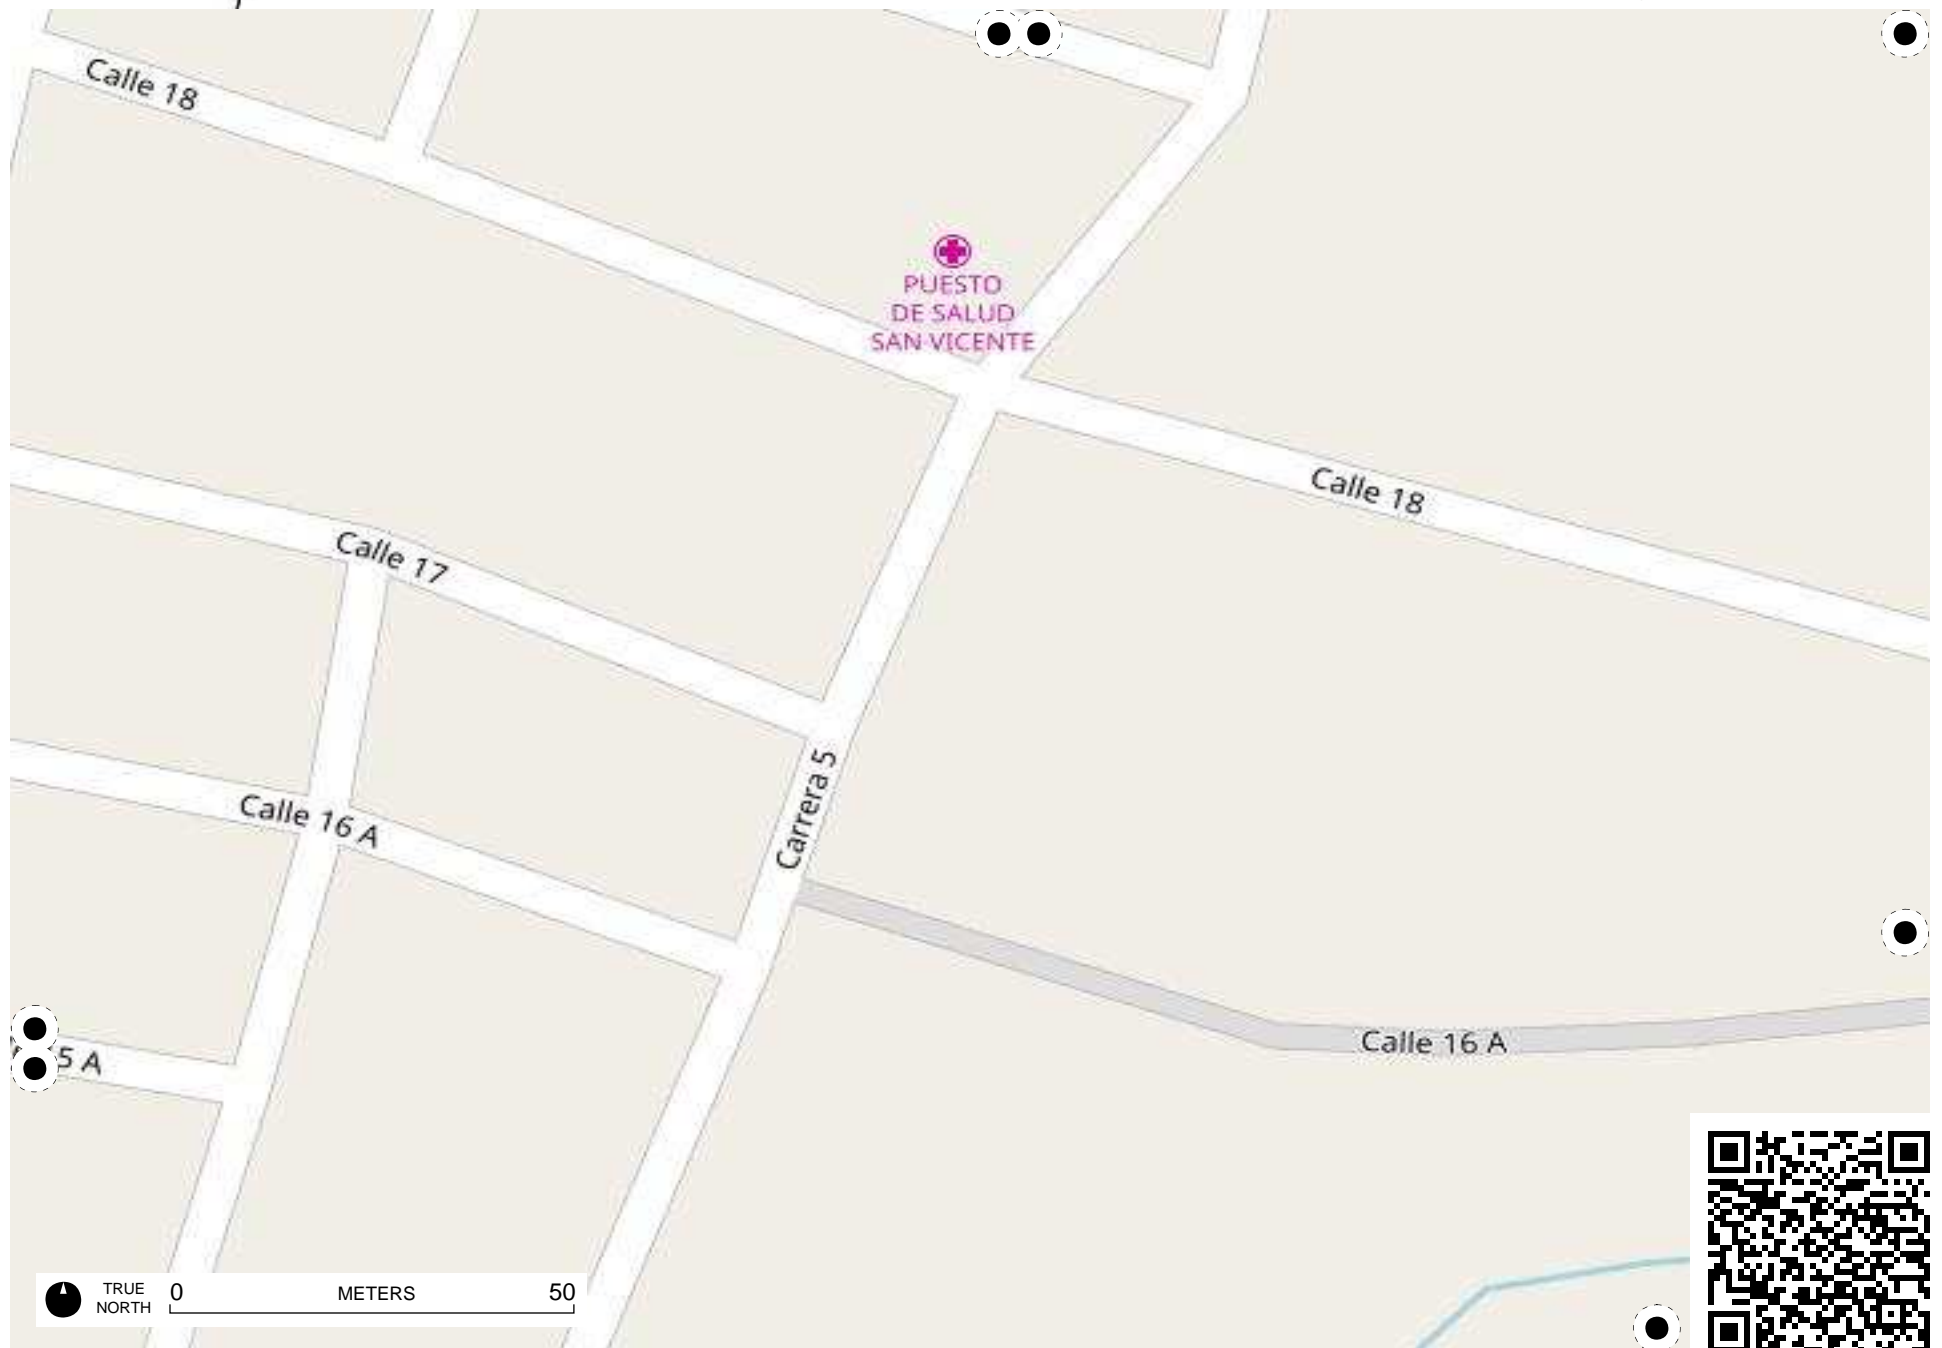 Calle 18
PUESTO
DE SALUD
SAN VICENTE
Calle 18
Calle 17
Carrera 5
Calle 16 A
Calle 16 A
5 A
TRUE
NORTH
0
METERS
50